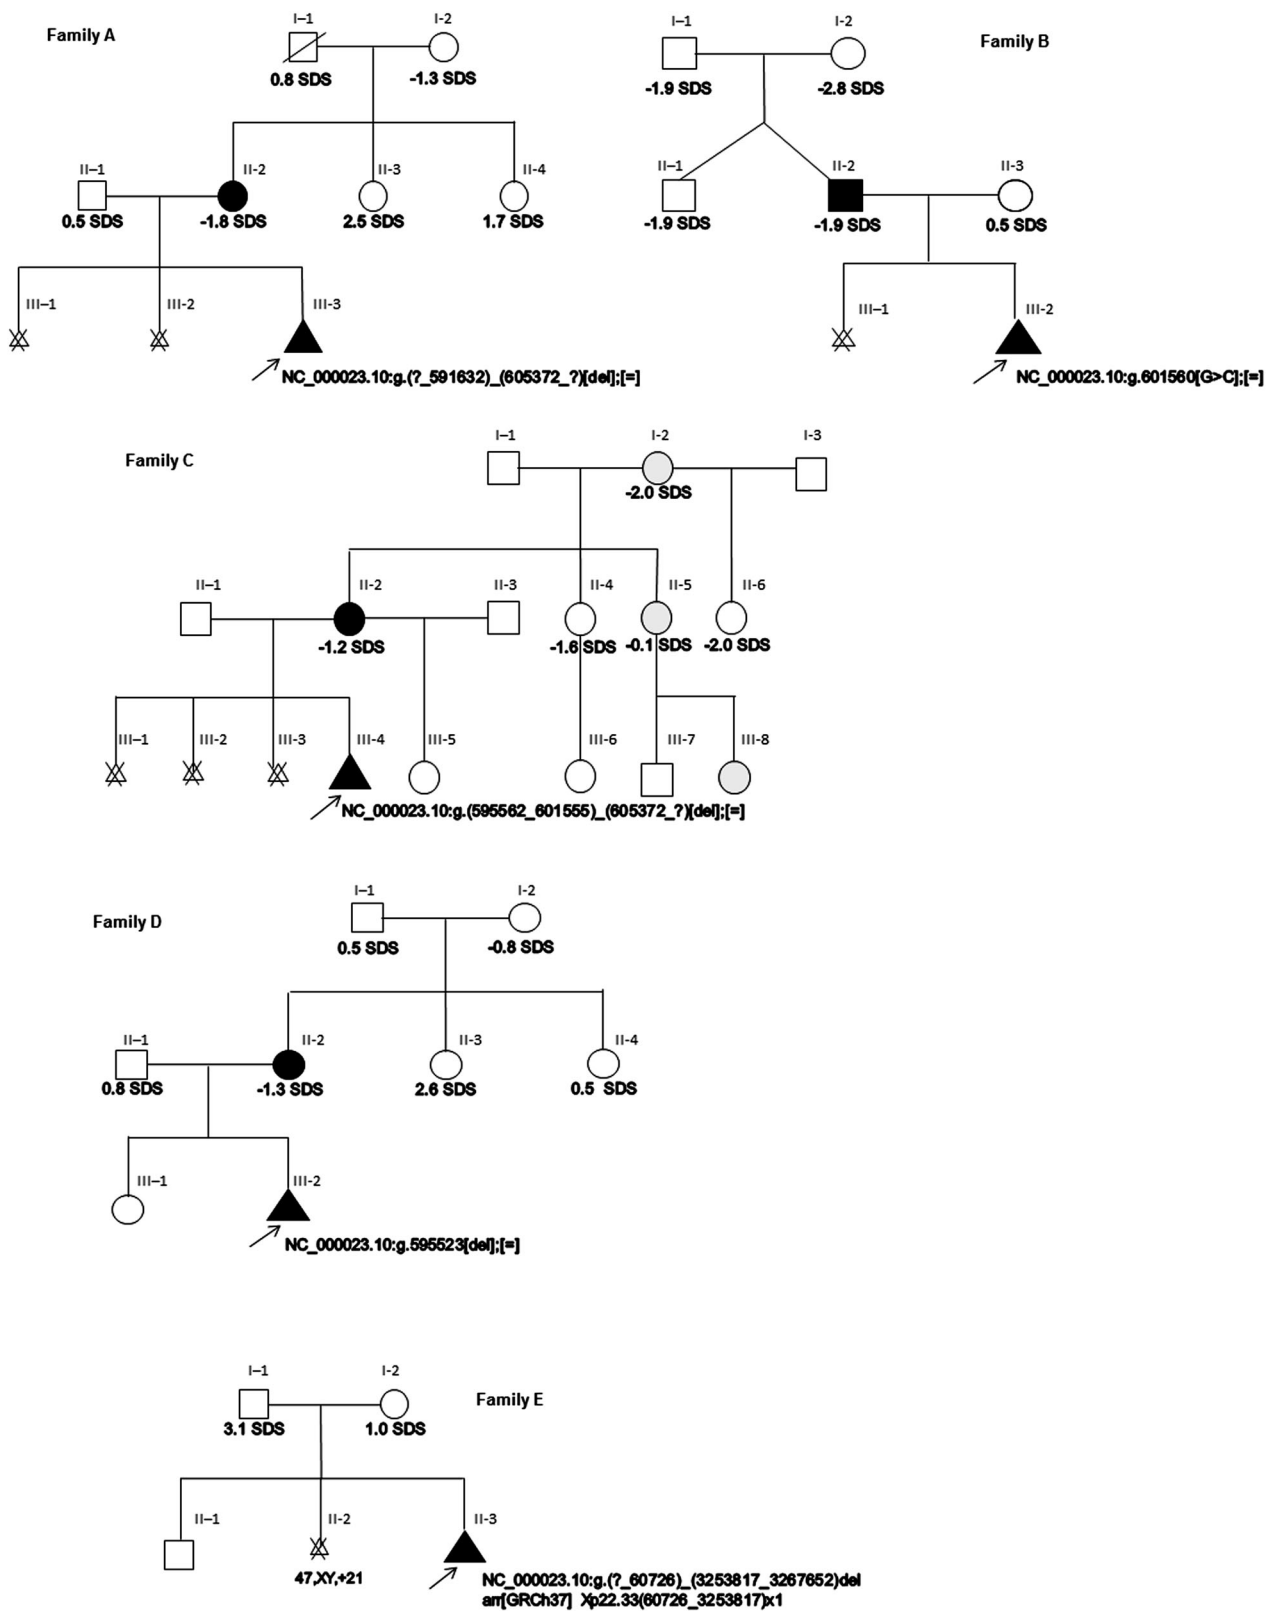 Family A
I–1
I-2
0.8 SDS
-1.3 SDS
II–1
II-2
II-3
II-4
0.5 SDS
-1.8 SDS
2.5 SDS
1.7 SDS
III–1
III-2
III-3
NC_000023.10:g.(?_591632)_(605372_?)[del];[=]
I–1
I-2
Family B
-1.9 SDS
-2.8 SDS
II–1
II-2
II-3
-1.9 SDS
-1.9 SDS
0.5 SDS
III–1
III-2
NC_000023.10:g.601560[G>C];[=]
Family C
I–1
I-2
I-3
-2.0 SDS
II–1
II-2
II-3
II-4
II-5
II-6
-1.2 SDS
-1.6 SDS
-0.1 SDS
-2.0 SDS
III–1
III-2
III-3
III-4
III-5
III-6
III-7
III-8
NC_000023.10:g.(595562_601555)_(605372_?)[del];[=]
Family D
I–1
I-2
0.5 SDS
-0.8 SDS
II–1
II-2
II-3
II-4
0.8 SDS
-1.3 SDS
2.6 SDS
0.5 SDS
III–1
III-2
NC_000023.10:g.595523[del];[=]
I–1
I-2
Family E
3.1 SDS
1.0 SDS
II–1
II-2
II-3
47,XY,+21
NC_000023.10:g.(?_60726)_(3253817_3267652)del
arr[GRCh37] Xp22.33(60726_3253817)x1